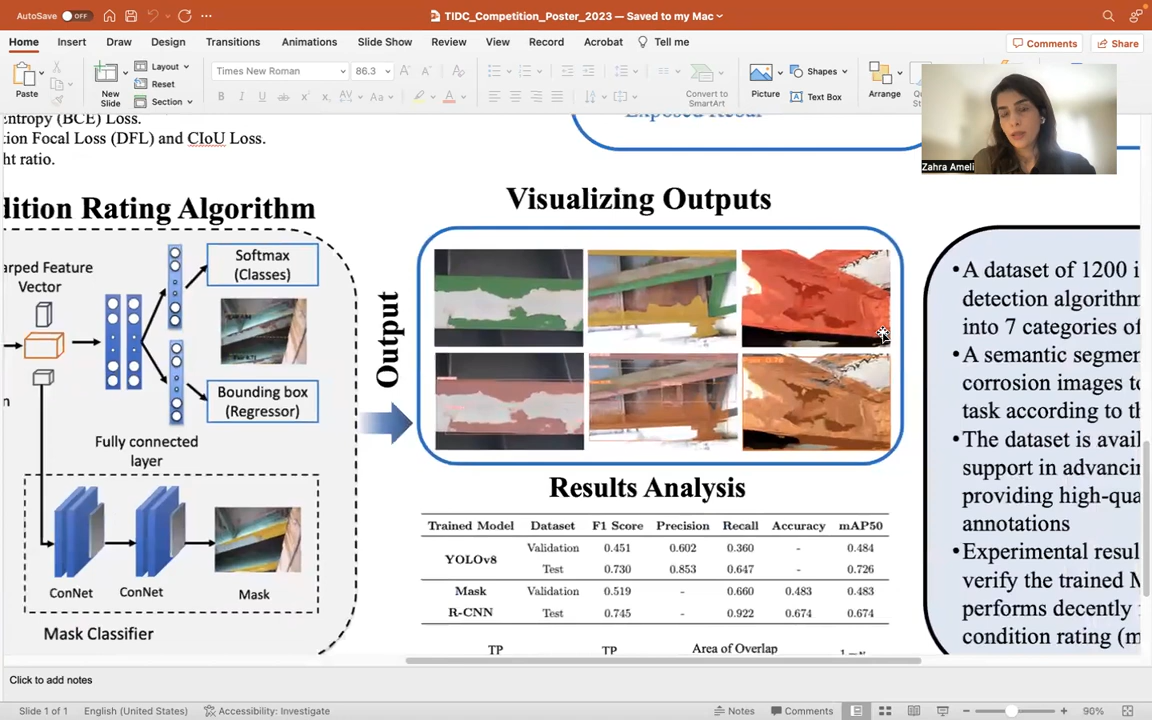 AutoSave OFF
TIDC_Competition_Poster_2023 — Saved to my Mac
Home Insert Draw Design Transitions Animations Slide Show Review View Record Acrobat Tell me
Comments Share
Paste
New
Slide
Layout
Reset
Section
Times New Roman 86.3
Convert to
SmartArt
Picture
Shapes
Text Box
Arrange
Zahra Ameli
entropy (BCE) Loss.
ion Focal Loss (DFL) and CIoU Loss.
ht ratio.
dition Rating Algorithm
arped Feature
Vector
Softmax
(Classes)
Bounding box
(Regressor)
Fully connected
layer
ConNet
ConNet
Mask
Mask Classifier
Output
Visualizing Outputs
Results Analysis
Trained Model Dataset F1 Score Precision Recall Accuracy mAP50
YOLOv8
Validation 0.451 0.602 0.360 - 0.484
Test 0.730 0.853 0.647 - 0.726
Mask
R-CNN
Validation 0.519 - 0.660 0.483 0.483
Test 0.745 - 0.922 0.674 0.674
TP TP Area of Overlap
•A dataset of 1200 i
detection algorithm
into 7 categories of
•A semantic segmen
corrosion images to
task according to th
•The dataset is avail
support in advancin
providing high-qua
annotations
•Experimental resul
verify the trained M
performs decently
condition rating (m
Click to add notes
Slide 1 of 1 English (United States) Accessibility: Investigate
Notes Comments 90%